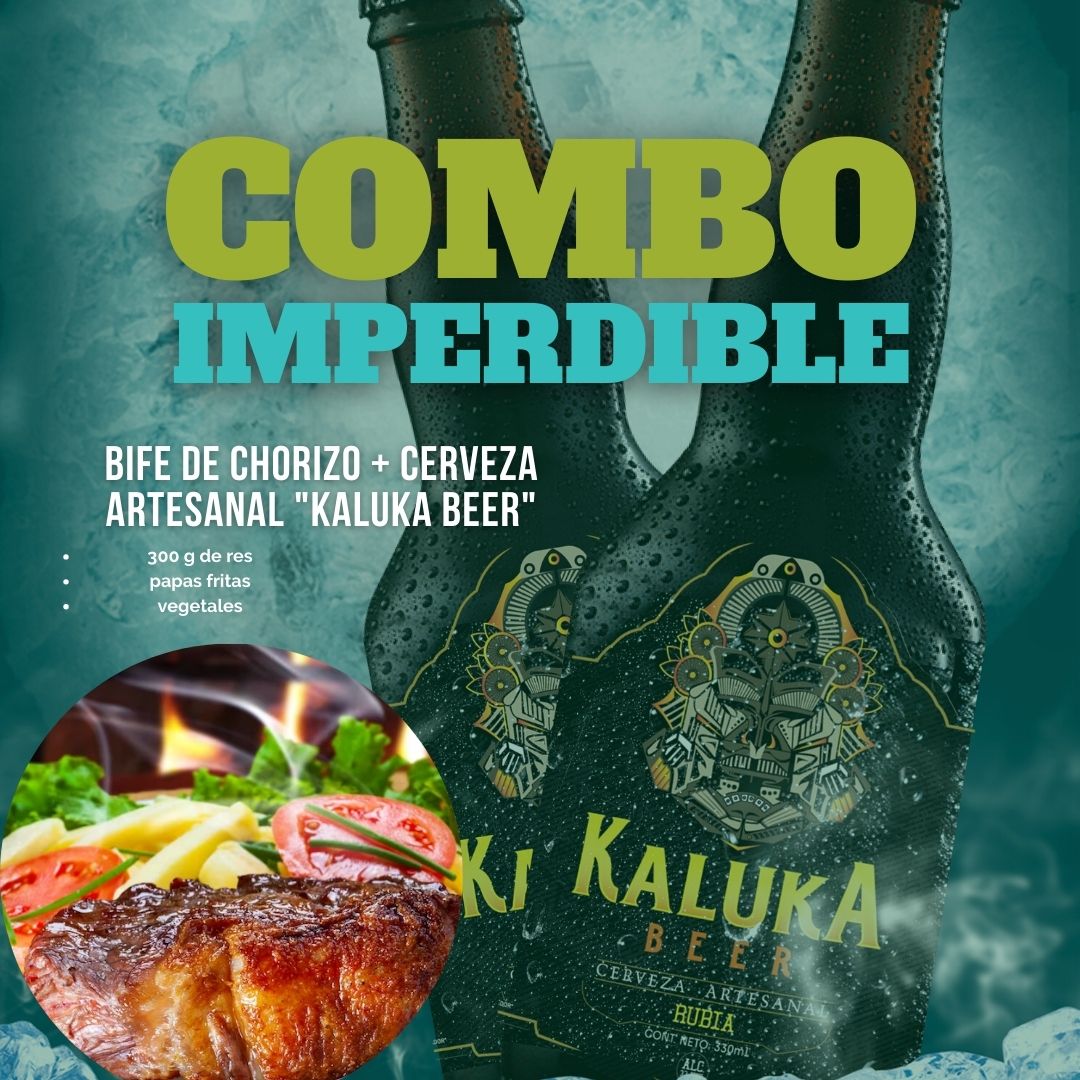 COMBO
IMPERDIBLE
BIFE DE CHORIZO + CERVEZA
ARTESANAL "KALUKA BEER"
• 300 g de res
• papas fritas
• vegetales
KALUKA
BEER
CERVEZA ARTESANAL
RUBIA
CONT NETO: 330ml
ALC